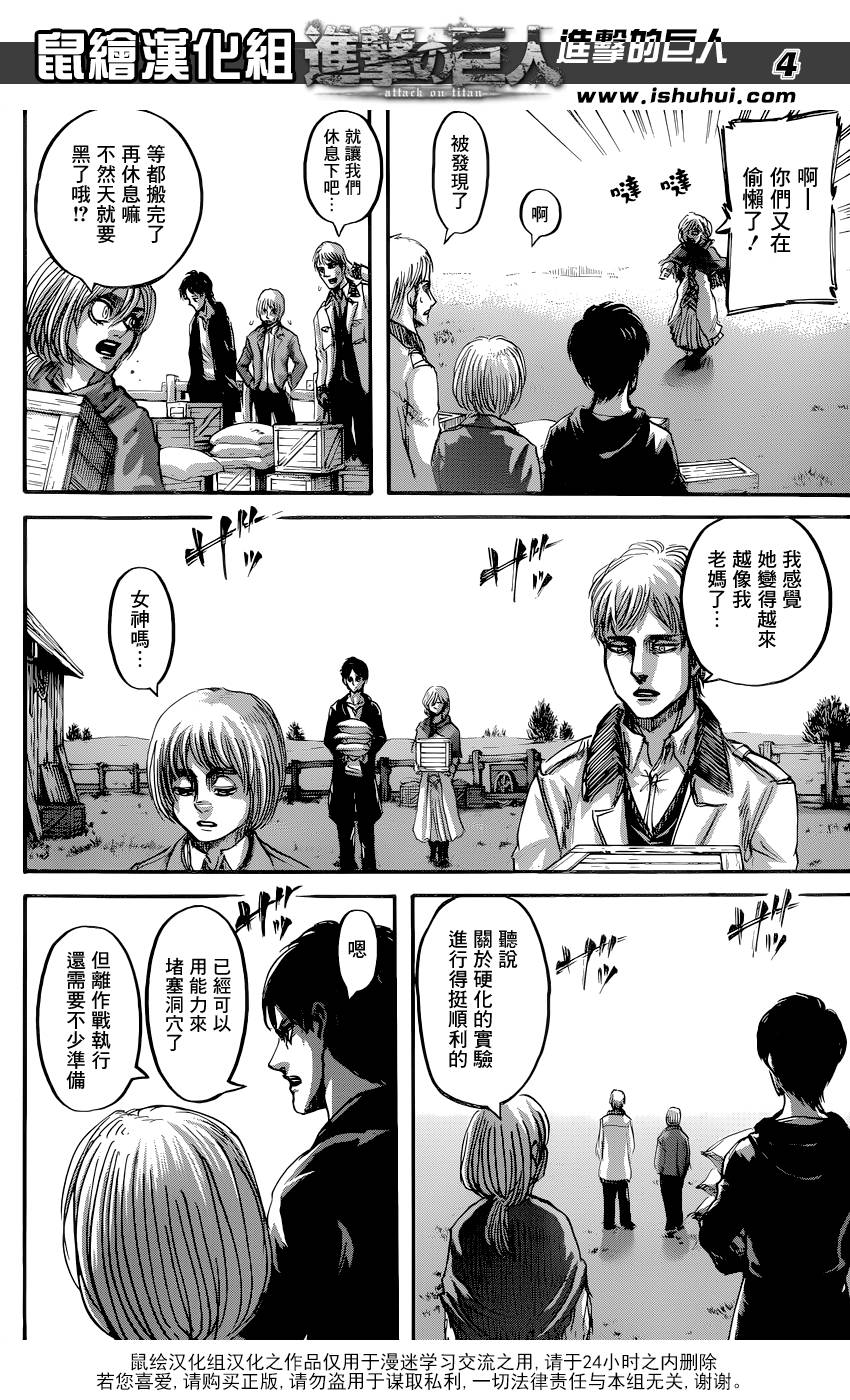 鼠繪漢化組
進撃の巨人
attack on titan
進擊的巨人
4
www.ishuhui.com
啊—
你們又在
偷懶了!
噠
噠
啊
被發現
了
就讓我們
休息下吧…
等都搬完了
再休息嘛
不然天就要
黑了哦!?
我感覺
她變得越來
越像我
老媽了…
ザッ
ザッ
女神嗎…
聽說
關於硬化的實驗
進行得挺順利的
ザッ
ザッ
嗯
已經可以
用能力來
堵塞洞穴了
但離作戰執行
還需要不少準備
鼠绘汉化组汉化之作品仅用于漫迷学习交流之用, 请于24小时之内删除
若您喜爱, 请购买正版, 请勿盗用于谋取私利, 一切法律责任与本组无关, 谢谢。